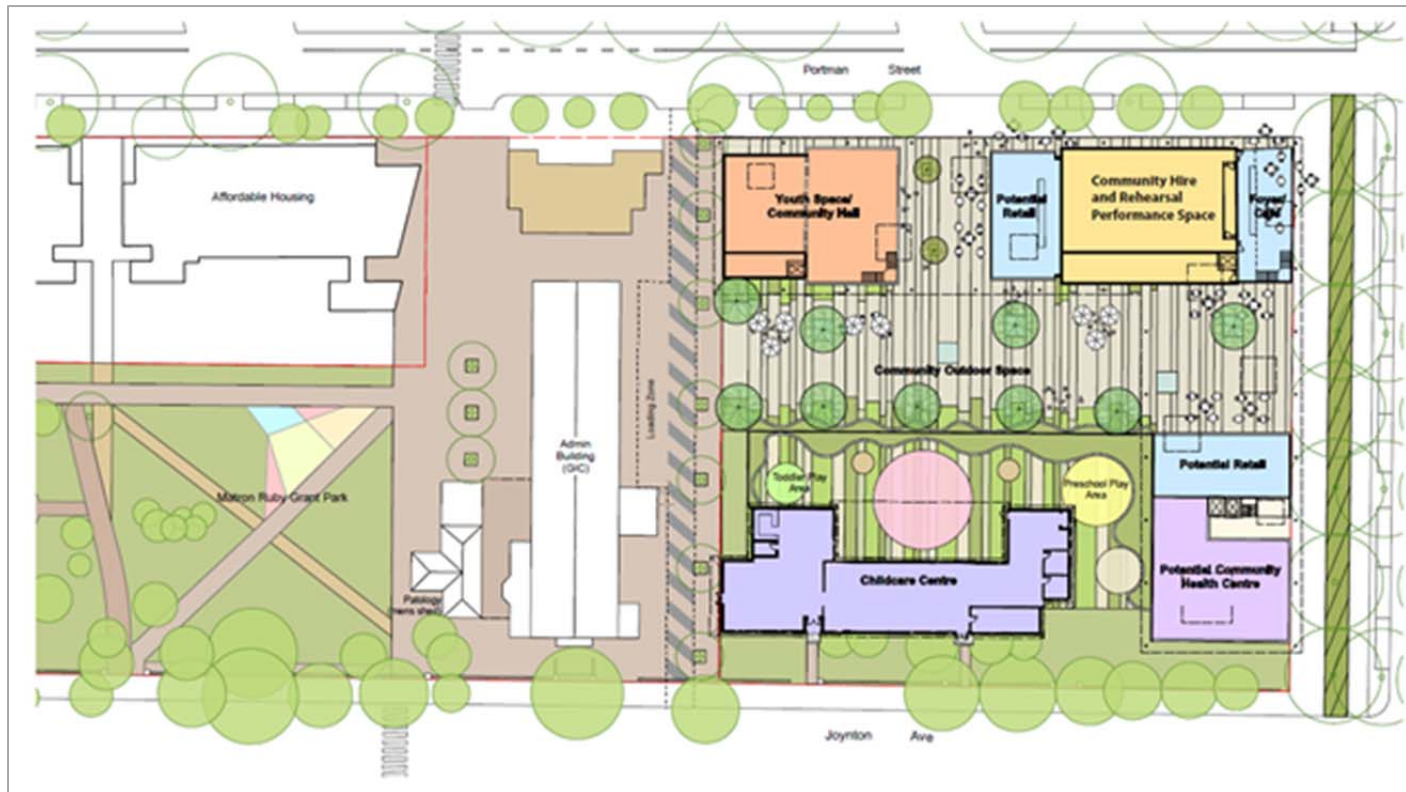 Portman Street
Affordable Housing
Youth Space/
Community Hall
Potential
Retail
Community Hire
and Rehearsal
Performance Space
Foyer/
Café
Community Outdoor Space
Loading Zone
Admin
Building
(GIC)
Matron Ruby Grant Park
Toddler Play
Area
Preschool Play
Area
Potential Retail
Childcare Centre
Potential Community
Health Centre
(mens shed)
Joynton Ave